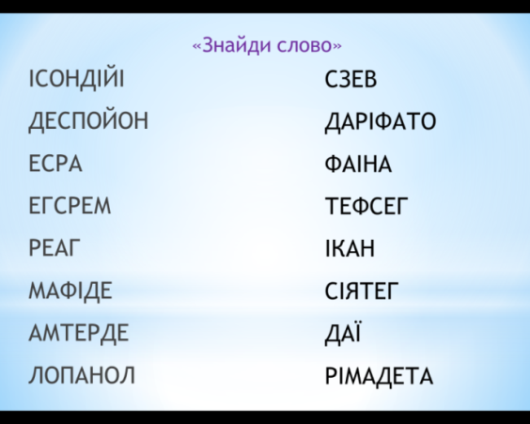 «Знайди слово»
ІСОНДІЙІ
ДЕСПОЙОН
ЕСРА
ЕГСРЕМ
РЕАГ
МАФІДЕ
АМТЕРДЕ
ЛОПАНОЛ
СЗЕВ
ДАРІФАТО
ФАІНА
ТЕФСЕГ
ІКАН
СІЯТЕГ
ДАЇ
РІМАДЕТА